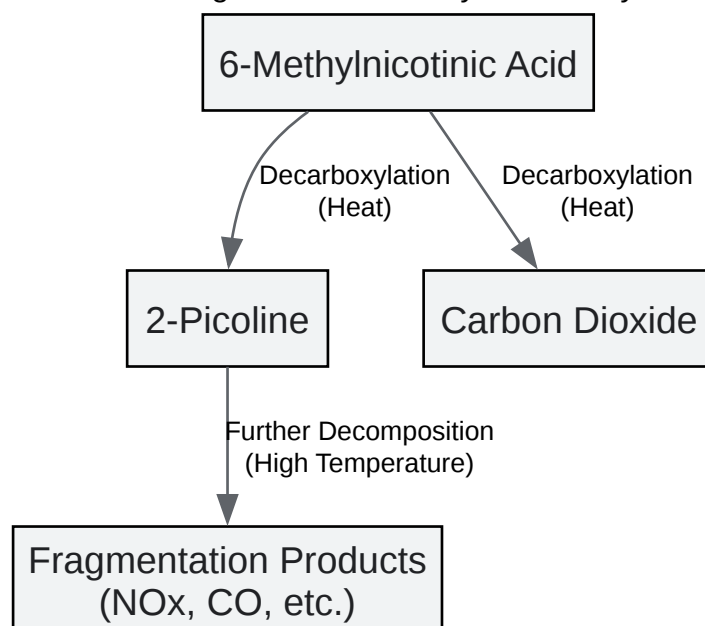 6-Methylnicotinic Acid
Decarboxylation
(Heat)
Decarboxylation
(Heat)
2-Picoline
Carbon Dioxide
Further Decomposition
(High Temperature)
Fragmentation Products
(NOx, CO, etc.)